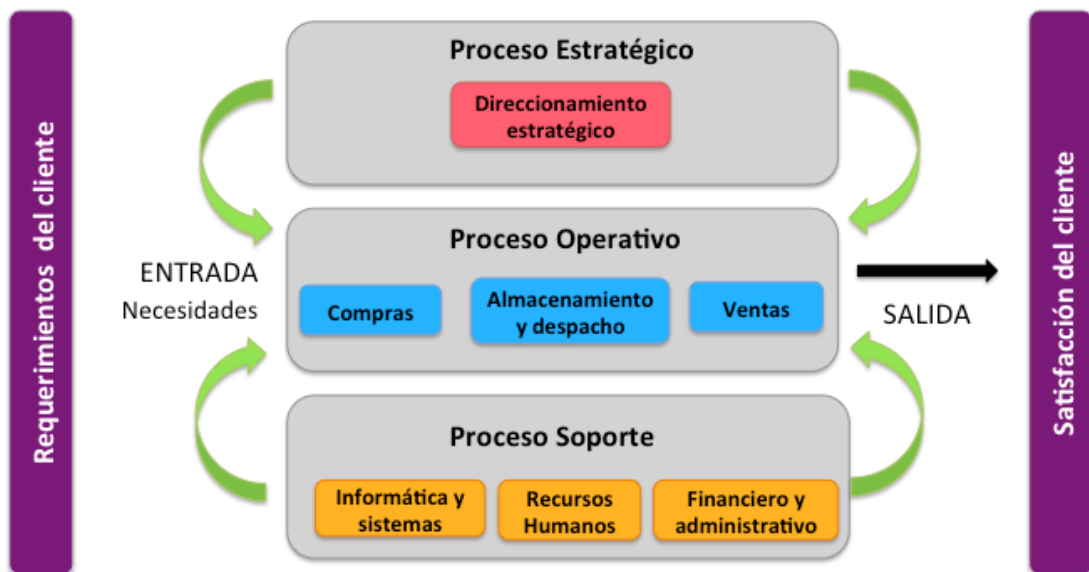 Requerimientos del cliente
Proceso Estratégico
Direccionamiento
estratégico
ENTRADA
Necesidades
Proceso Operativo
Compras
Almacenamiento
y despacho
Ventas
SALIDA
Proceso Soporte
Informática y
sistemas
Recursos
Humanos
Financiero y
administrativo
Satisfacción del cliente